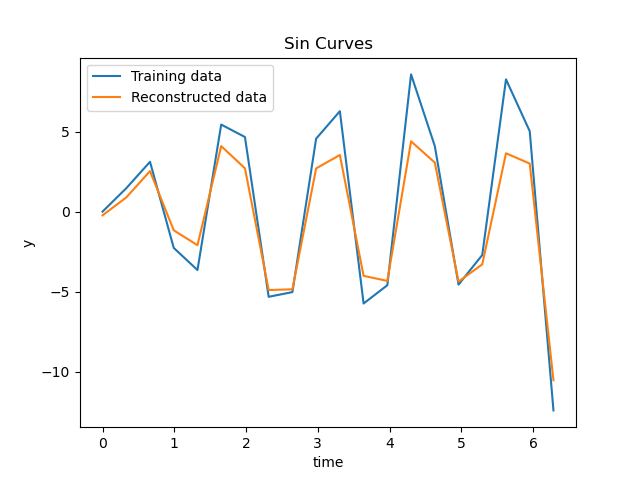 Sin Curves
Training data
Reconstructed data
5
0
−5
−10
y
0 1 2 3 4 5 6
time